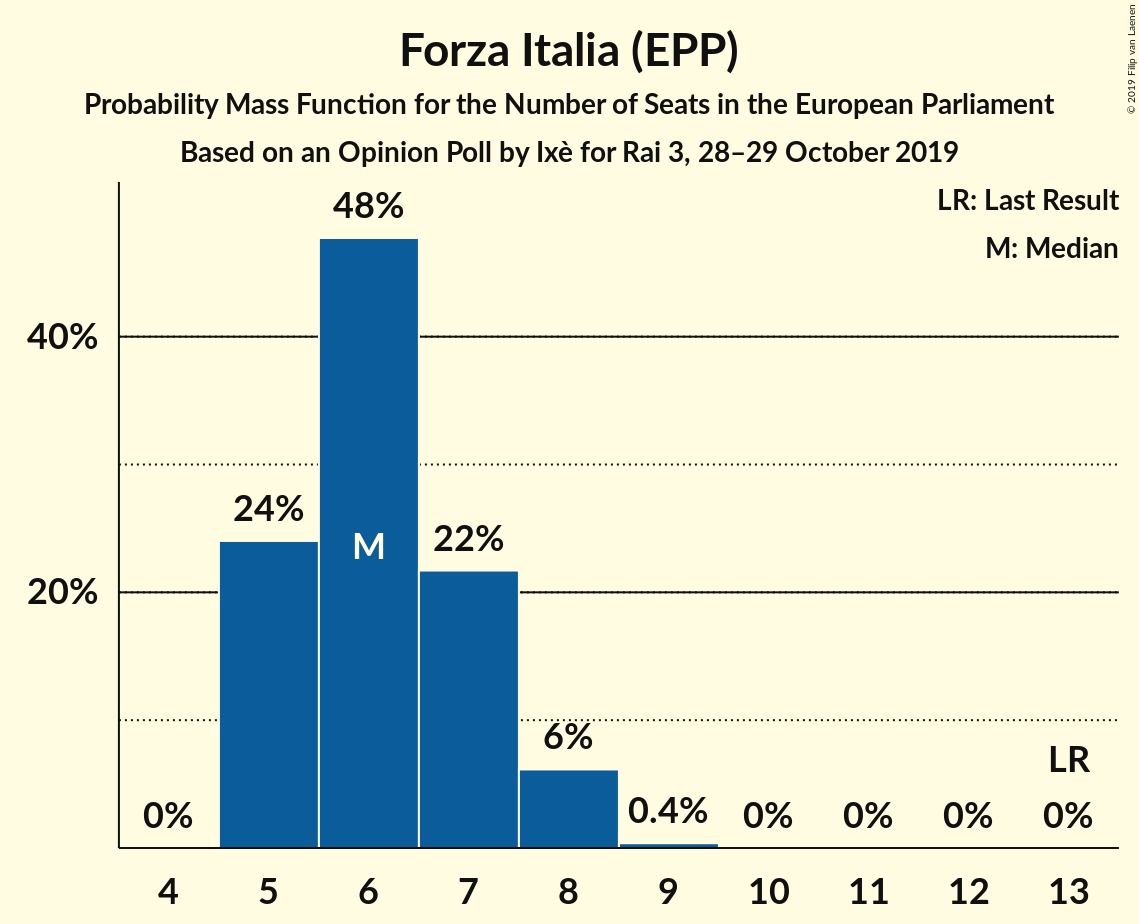 Forza Italia (EPP)
Probability Mass Function for the Number of Seats in the European Parliament
Based on an Opinion Poll by Ixè for Rai 3, 28–29 October 2019
© 2019 Filip van Laenen
LR: Last Result
M: Median
48%
40%
24%
M
22%
20%
6%
LR
0%
0.4%
0%
0%
0%
0%
4 5 6 7 8 9 10 11 12 13